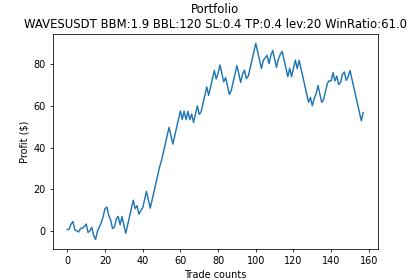 Portfolio
WAVESUSDT BBM:1.9 BBL:120 SL:0.4 TP:0.4 lev:20 WinRatio:61.0
80
60
40
20
0
Profit ($)
0 20 40 60 80 100 120 140 160
Trade counts